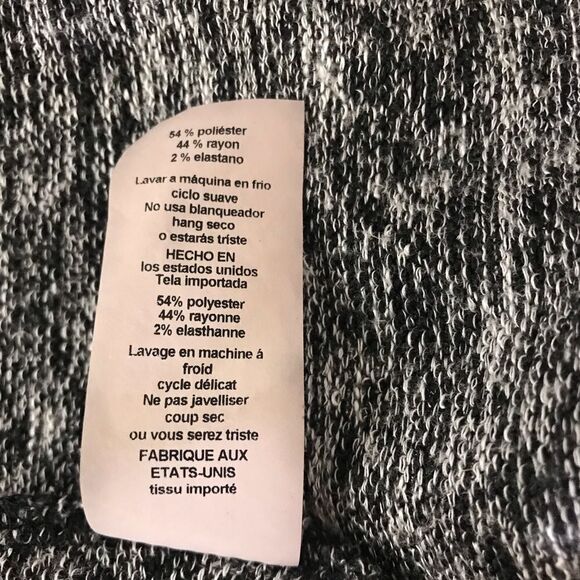 54 % poliéster
44 % rayon
2 % elastano
Lavar a máquina en frio
ciclo suave
No usa blanqueador
hang seco
o estarás triste
HECHO EN
los estados unidos
Tela importada
54% polyester
44% rayonne
2% elasthanne
Lavage en machine á
froid
cycle délicat
Ne pas javelliser
coup sec
ou vous serez triste
FABRIQUE AUX
ETATS-UNIS
tissu importé